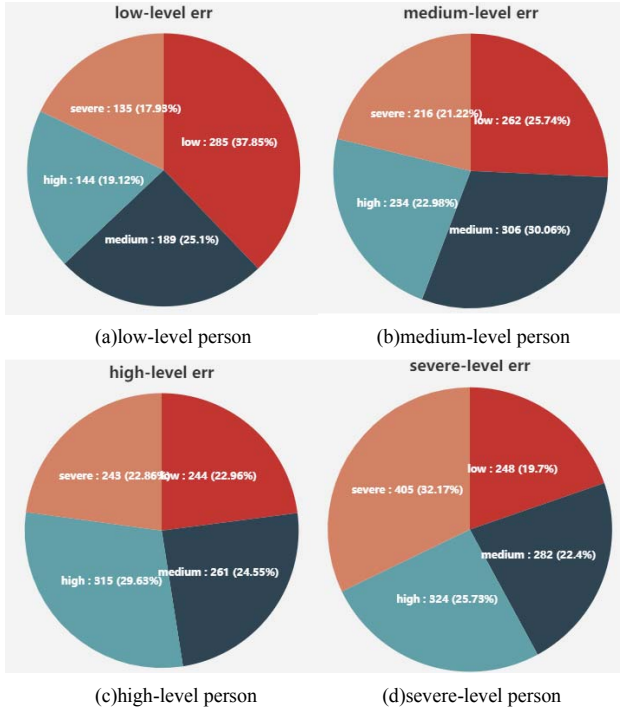 low-level err
medium-level err
severe : 135 (17.93%)
low : 285 (37.85%)
high : 144 (19.12%)
medium : 189 (25.1%)
severe : 216 (21.22%)
low : 262 (25.74%)
high : 234 (22.98%)
medium : 306 (30.06%)
(a)low-level person
(b)medium-level person
high-level err
severe-level err
severe : 243 (22.86%)
low : 244 (22.96%)
high : 315 (29.63%)
medium : 261 (24.55%)
severe : 405 (32.17%)
low : 248 (19.7%)
medium : 282 (22.4%)
high : 324 (25.73%)
(c)high-level person
(d)severe-level person